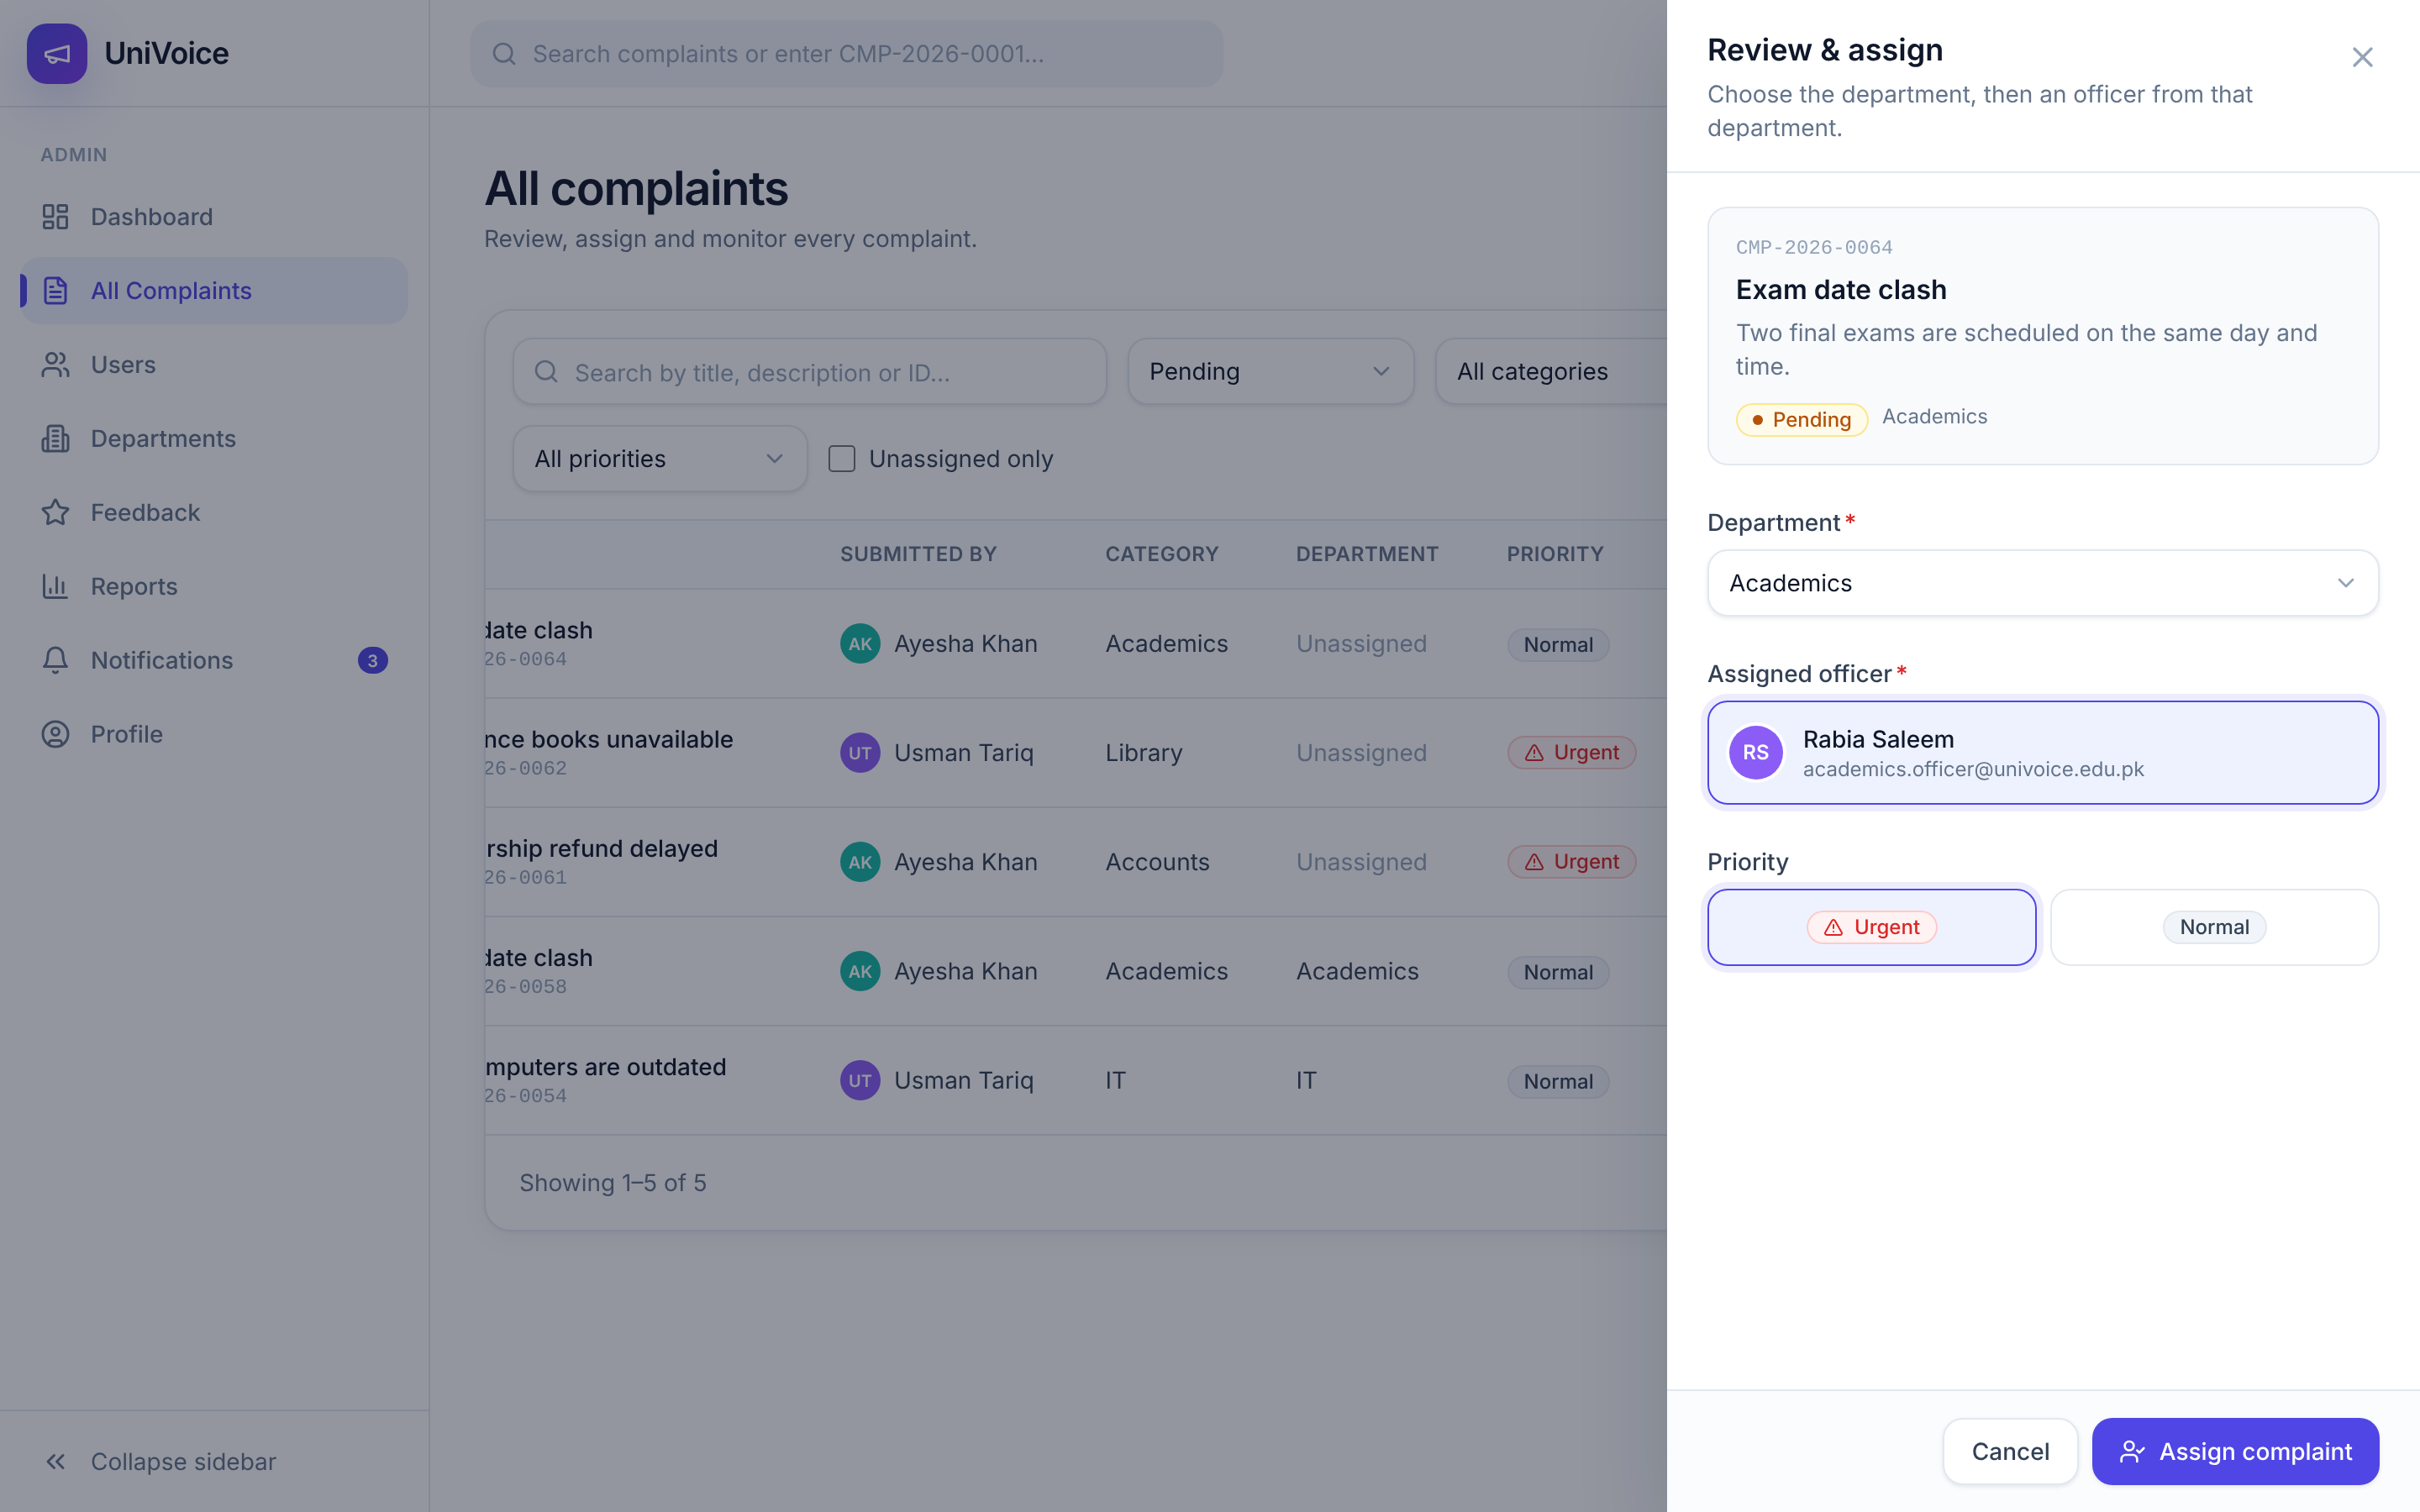 UniVoice
Search complaints or enter CMP-2026-0001...
ADMIN
Dashboard
All Complaints
Users
Departments
Feedback
Reports
Notifications
3
Profile
Collapse sidebar
All complaints
Review, assign and monitor every complaint.
Search by title, description or ID...
Pending
All categories
All priorities
Unassigned only
SUBMITTED BY CATEGORY DEPARTMENT PRIORITY
date clash
26-0064
AK Ayesha Khan Academics Unassigned Normal
nce books unavailable
26-0062
UT Usman Tariq Library Unassigned Urgent
rship refund delayed
26-0061
AK Ayesha Khan Accounts Unassigned Urgent
date clash
26-0058
AK Ayesha Khan Academics Academics Normal
mputers are outdated
26-0054
UT Usman Tariq IT IT Normal
Showing 1–5 of 5
Review & assign
Choose the department, then an officer from that
department.
CMP-2026-0064
Exam date clash
Two final exams are scheduled on the same day and
time.
Pending Academics
Department*
Academics
Assigned officer*
RS
Rabia Saleem
academics.officer@univoice.edu.pk
Priority
Urgent
Normal
Cancel
Assign complaint